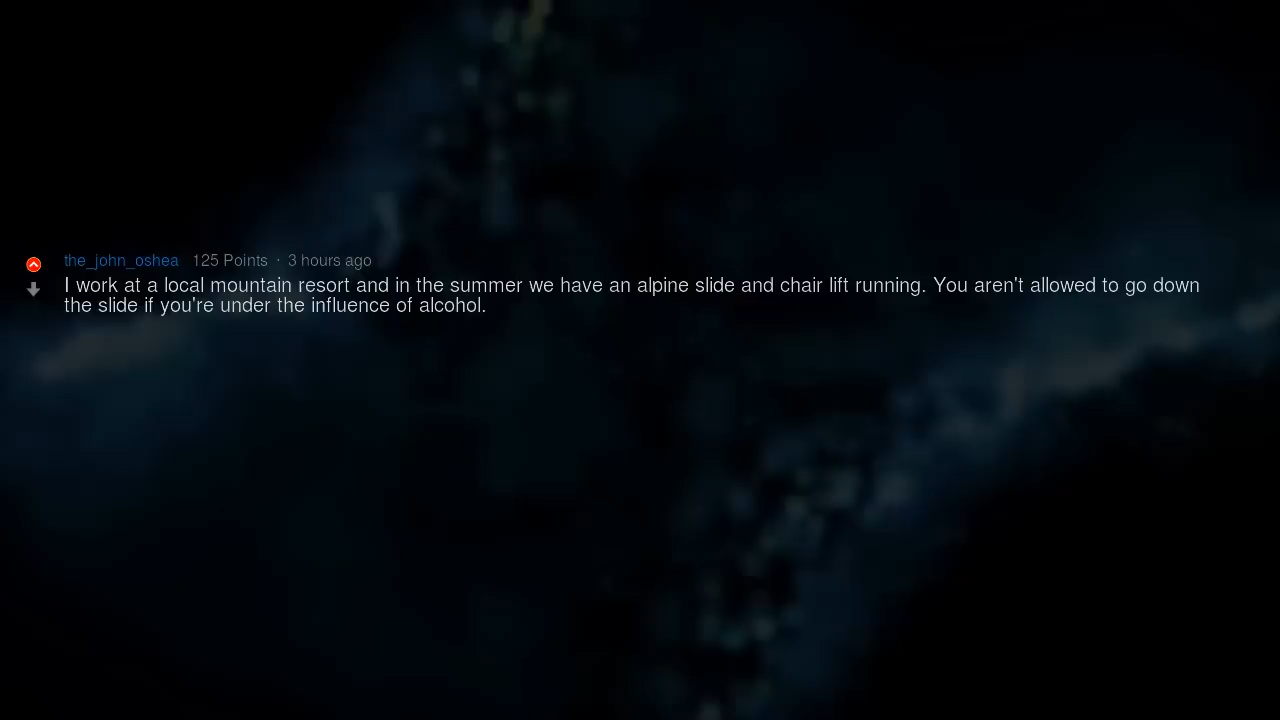 the_john_oshea 125 Points · 3 hours ago
I work at a local mountain resort and in the summer we have an alpine slide and chair lift running. You aren't allowed to go down
the slide if you're under the influence of alcohol.